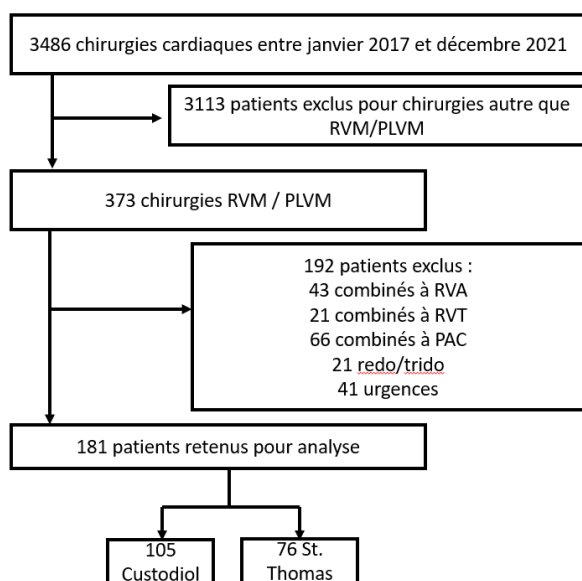 3486 chirurgies cardiaques entre janvier 2017 et décembre 2021
3113 patients exclus pour chirurgies autre que
RVM/PLVM
373 chirurgies RVM / PLVM
192 patients exclus :
43 combinés à RVA
21 combinés à RVT
66 combinés à PAC
21 redo/trido
41 urgences
181 patients retenus pour analyse
105
Custodiol
76 St.
Thomas